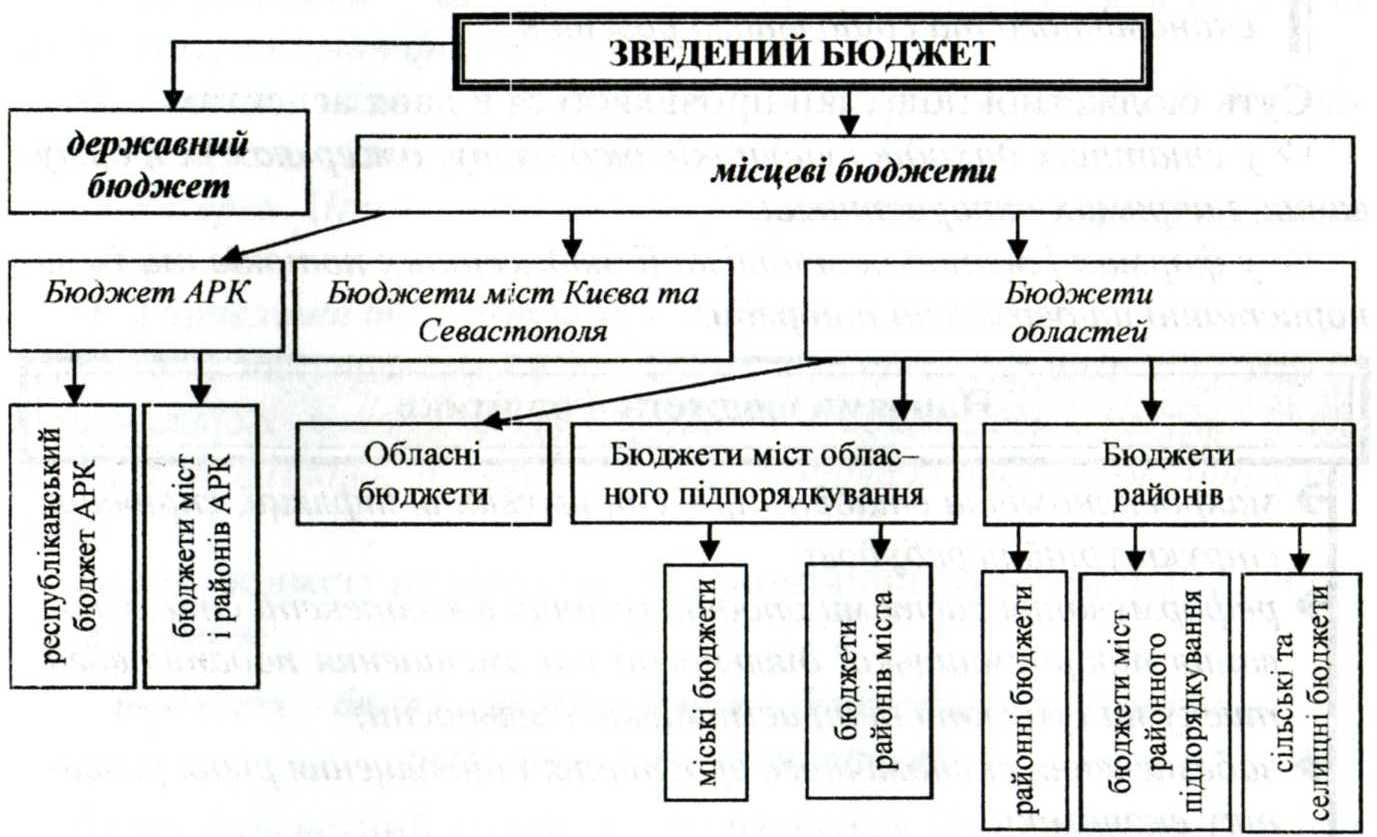 ЗВЕДЕНИЙ БЮДЖЕТ
державний
бюджет
місцеві бюджети
Бюджет АРК
Бюджети міст Києва та
Севастополя
Бюджети
областей
республіканський
бюджет АРК
бюджети міст
і районів АРК
Обласні
бюджети
Бюджети міст облас–
ного підпорядкування
Бюджети
районів
міські бюджети
бюджети
районів міста
районні бюджети
бюджети міст
районного
підпорядкування
сільські та
селищні бюджети